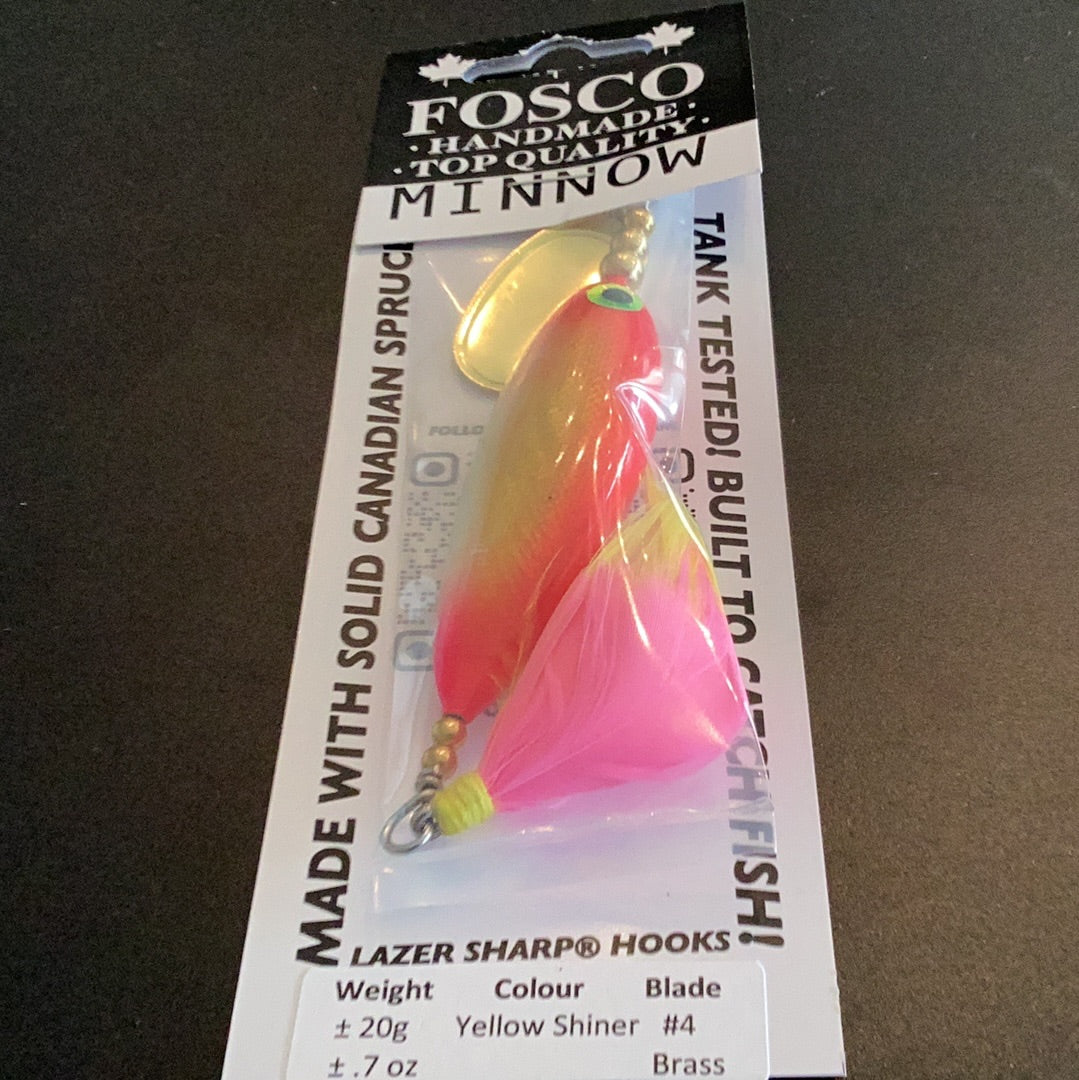 FOSCO
· HANDMADE ·
· TOP QUALITY ·
MINNOW
MADE WITH SOLID CANADIAN SPRUCE
TANK TESTED! BUILT TO CATCH FISH!
FOLLO
LAZER SHARP® HOOKS
Weight Colour Blade
± 20g Yellow Shiner #4
± .7 oz Brass